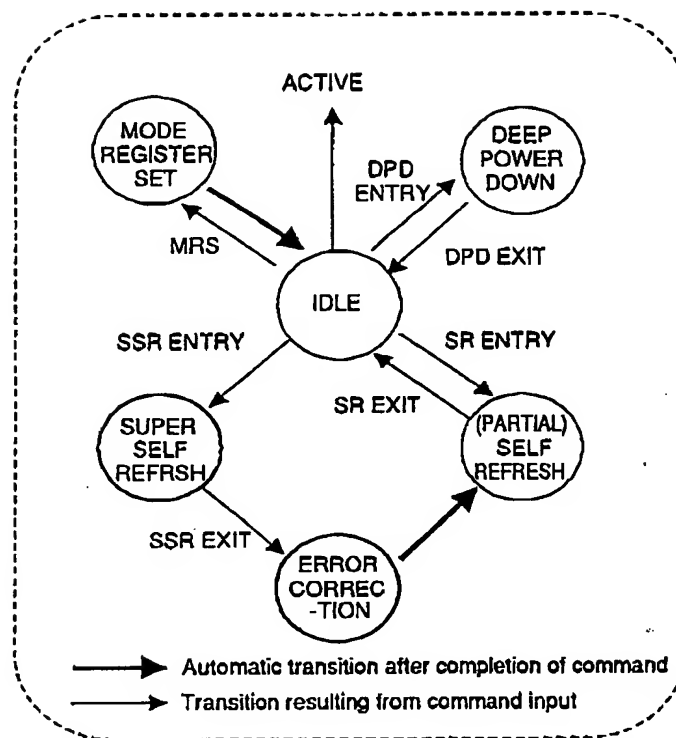 ACTIVE
MODE
REGISTER
SET
DEEP
POWER
DOWN
DPD
ENTRY
MRS
DPD EXIT
IDLE
SSR ENTRY
SR ENTRY
SR EXIT
SUPER
SELF
REFRSH
(PARTIAL)
SELF
REFRESH
SSR EXIT
ERROR
CORREC
-TION
Automatic transition after completion of command
Transition resulting from command input